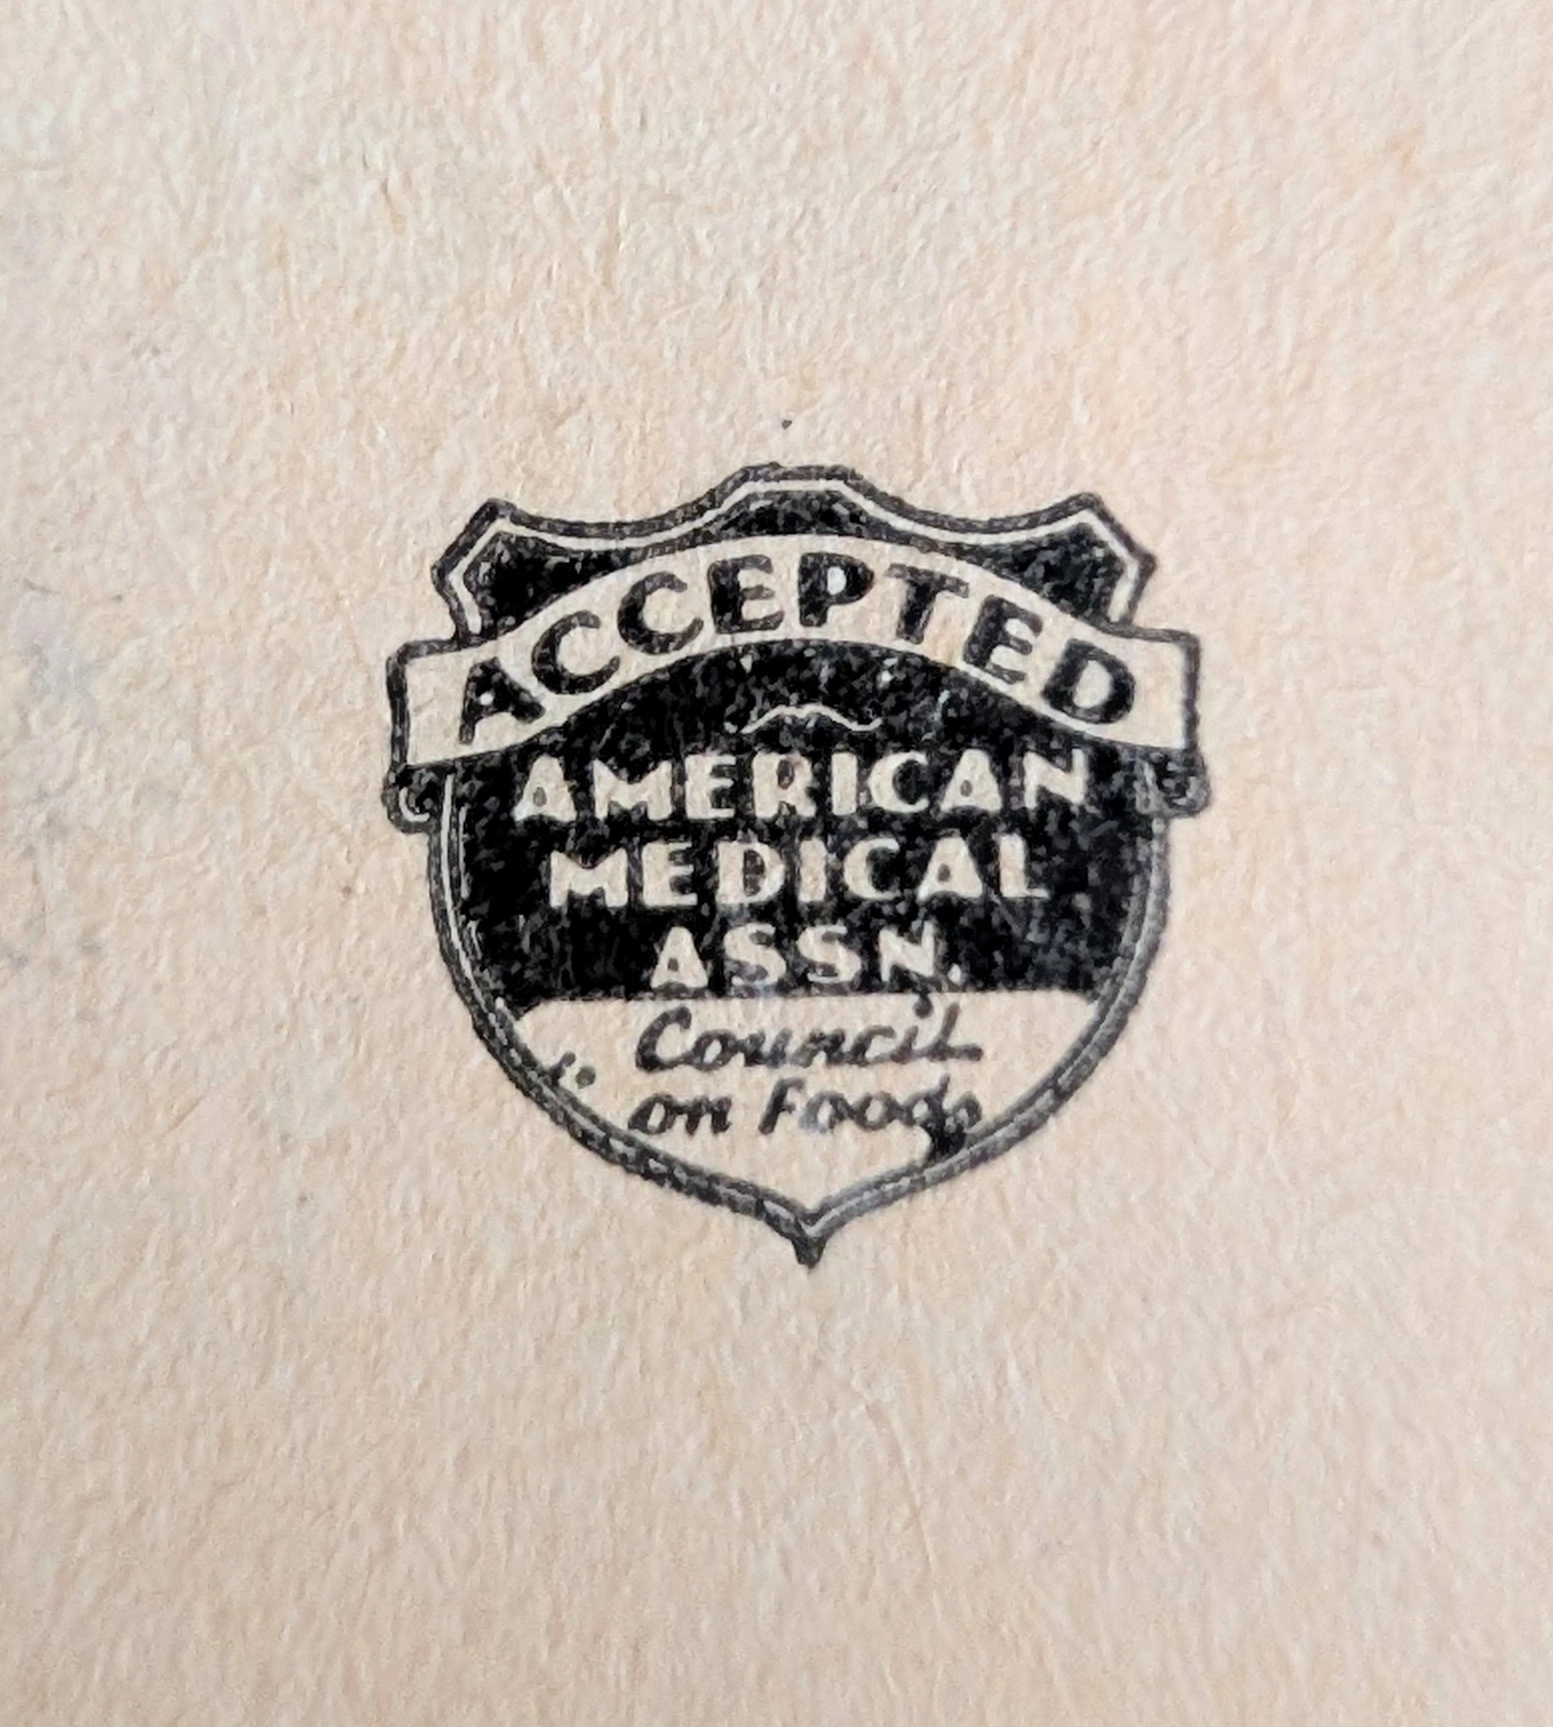 ACCEPTED
AMERICAN
MEDICAL
ASSN.
Council
on Foods